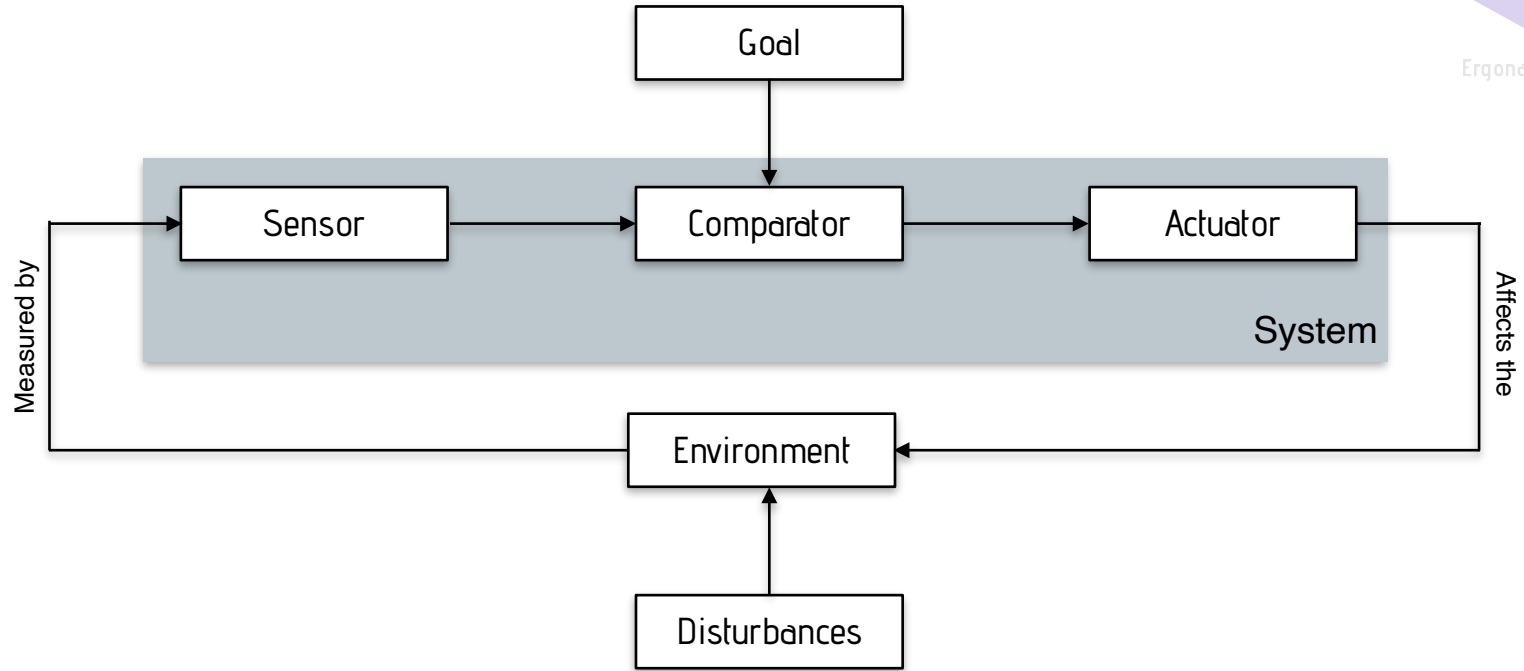 Goal
Sensor
Comparator
Actuator
System
Measured by
Affects the
Environment
Disturbances